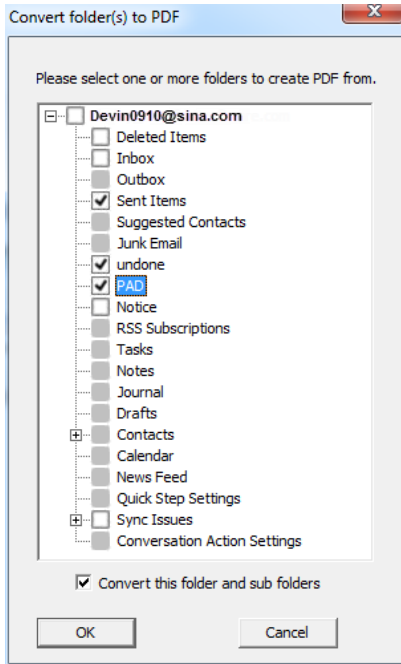 Convert folder(s) to PDF
Please select one or more folders to create PDF from.
Devin0910@sina.com
Deleted Items
Inbox
Outbox
Sent Items
Suggested Contacts
Junk Email
undone
PAD
Notice
RSS Subscriptions
Tasks
Notes
Journal
Drafts
Contacts
Calendar
News Feed
Quick Step Settings
Sync Issues
Conversation Action Settings
Convert this folder and sub folders
OK Cancel